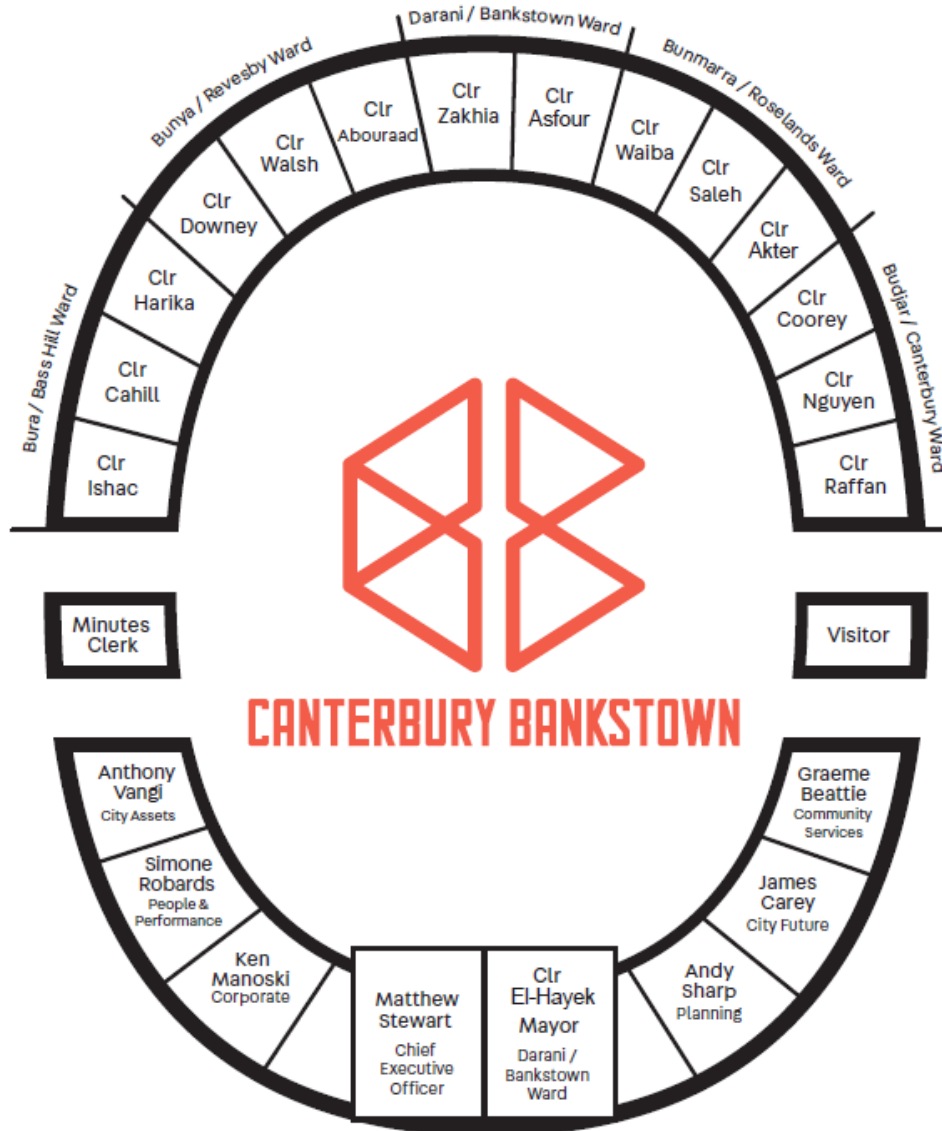 Darani / Bankstown Ward
Bunya / Revesby Ward
Bunmarra / Roselands Ward
Bura / Bass Hill Ward
Budjar / Canterbury Ward
Clr
Ishac
Clr
Cahill
Clr
Harika
Clr
Downey
Clr
Walsh
Clr
Abouraad
Clr
Zakhia
Clr
Asfour
Clr
Waiba
Clr
Saleh
Clr
Akter
Clr
Coorey
Clr
Nguyen
Clr
Raffan
Minutes
Clerk
Visitor
CANTERBURY BANKSTOWN
Anthony
Vangi
City Assets
Simone
Robards
People &
Performance
Ken
Manoski
Corporate
Matthew
Stewart
Chief
Executive
Officer
Clr
El-Hayek
Mayor
Darani /
Bankstown
Ward
Andy
Sharp
Planning
James
Carey
City Future
Graeme
Beattie
Community
Services